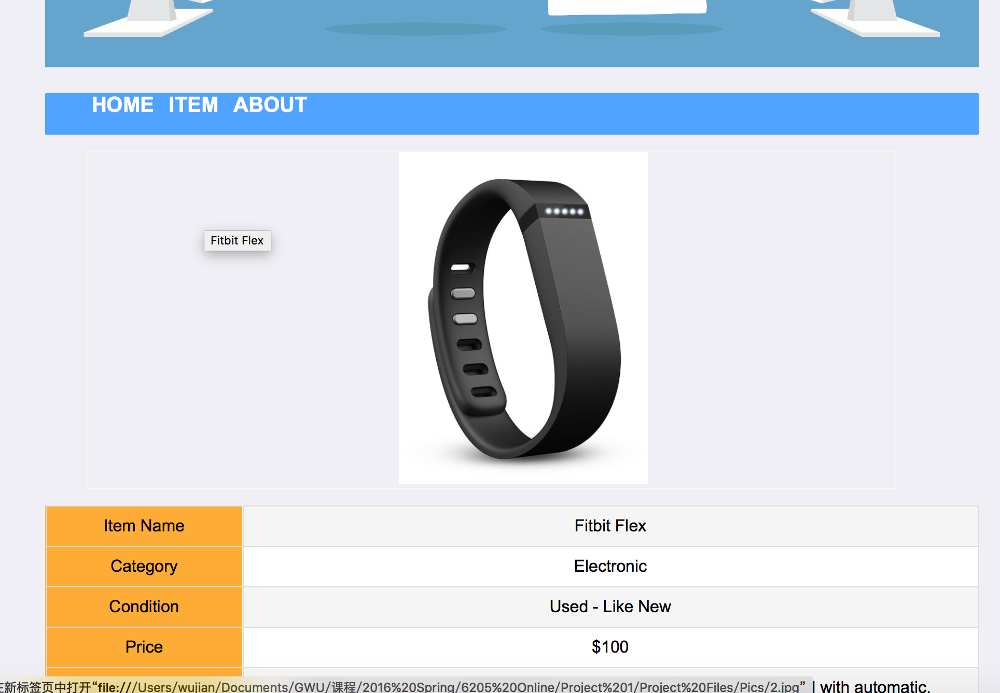 HOME ITEM ABOUT
Fitbit Flex
Item Name Fitbit Flex
Category Electronic
Condition Used - Like New
Price $100
在新标签页中打开“file:///Users/wujian/Documents/GWU/课程/2016%20Spring/6205%20Online/Project%201/Project%20Files/Pics/2.jpg” with automatic.